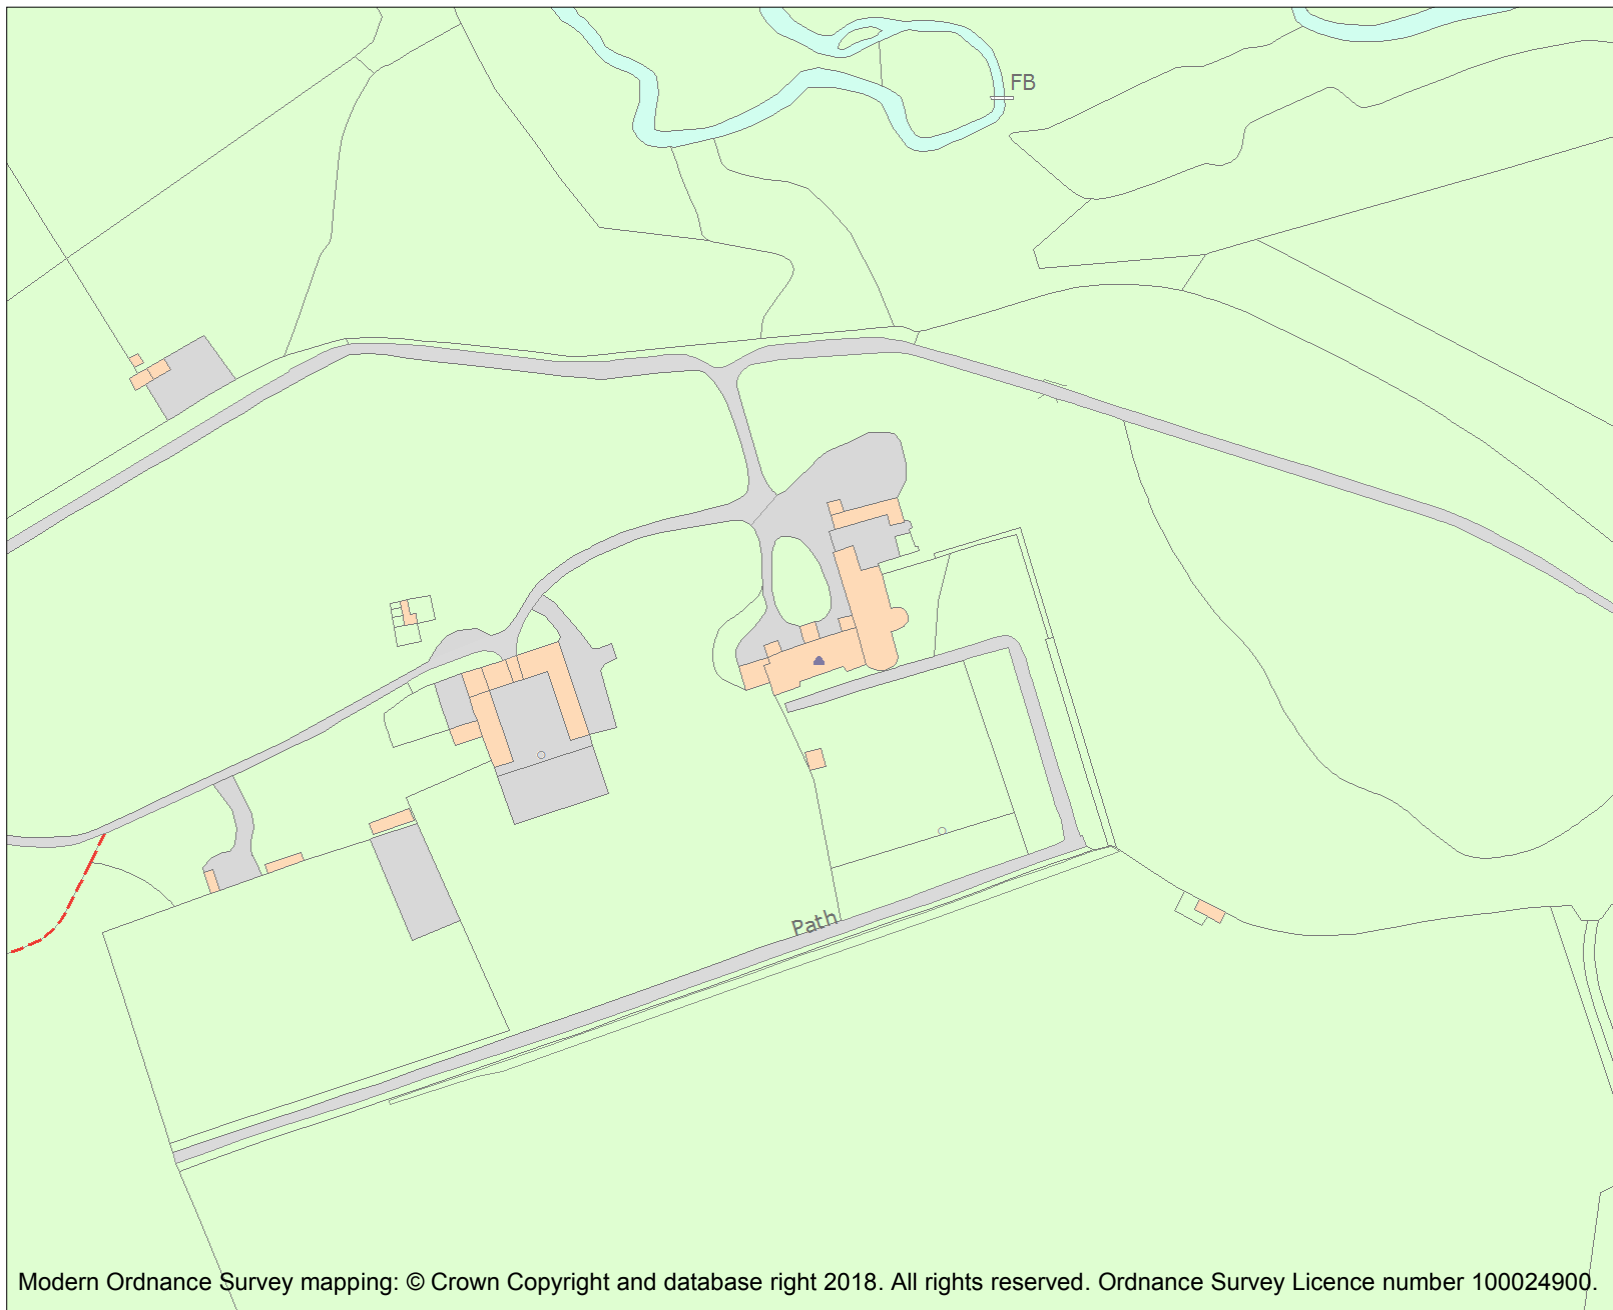 FB
Path
Modern Ordnance Survey mapping: © Crown Copyright and database right 2018. All rights reserved. Ordnance Survey Licence number 100024900.